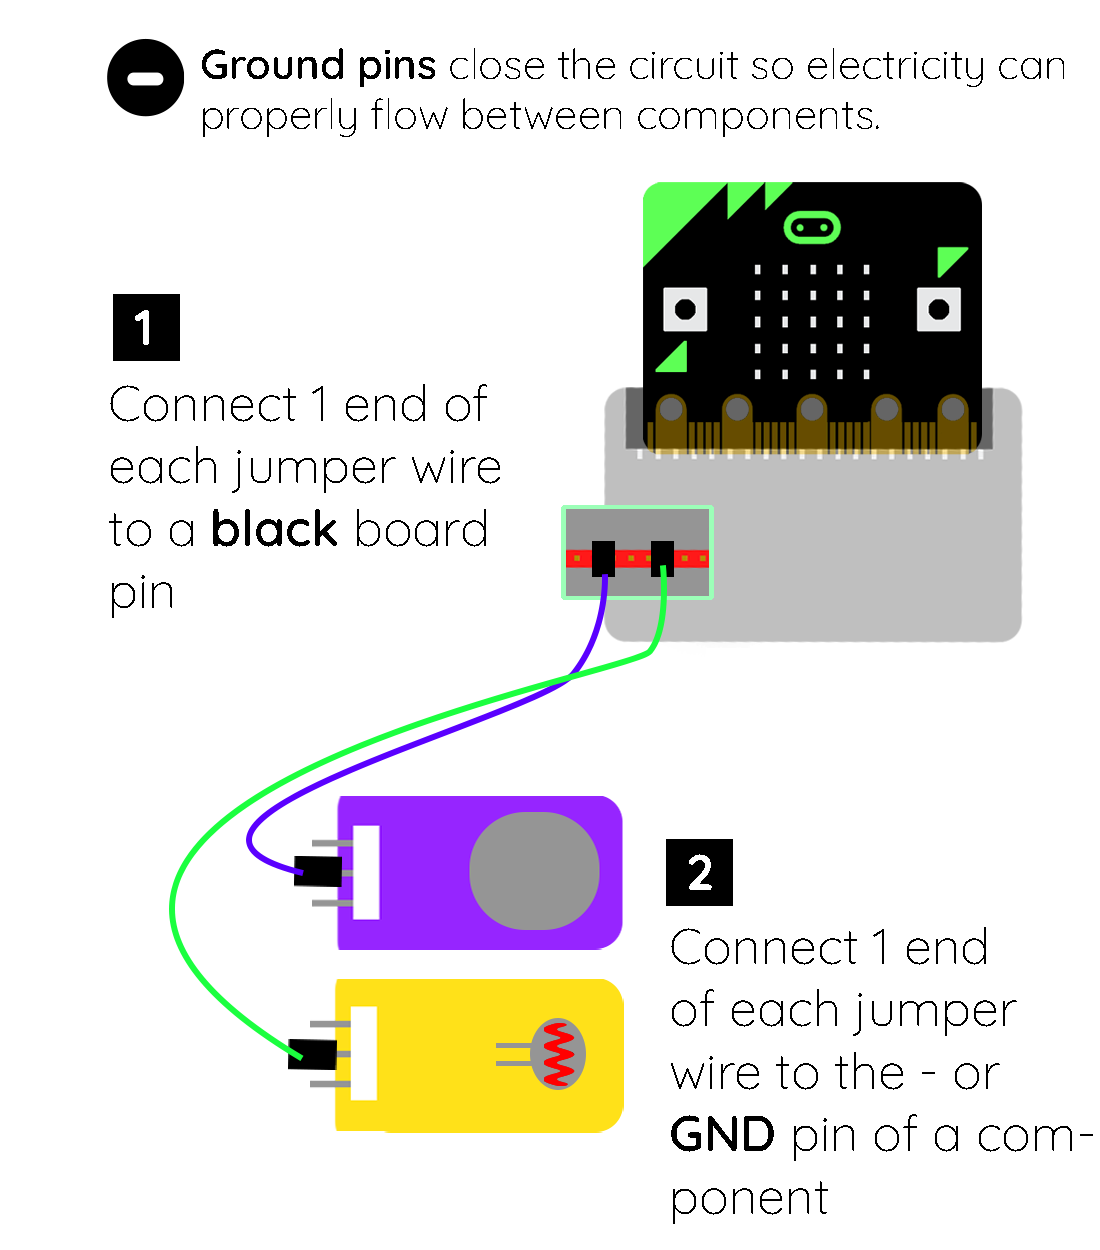 Ground pins close the circuit so electricity can
properly flow between components.
1
Connect 1 end of
each jumper wire
to a black board
pin
2
Connect 1 end
of each jumper
wire to the - or
GND pin of a com-
ponent